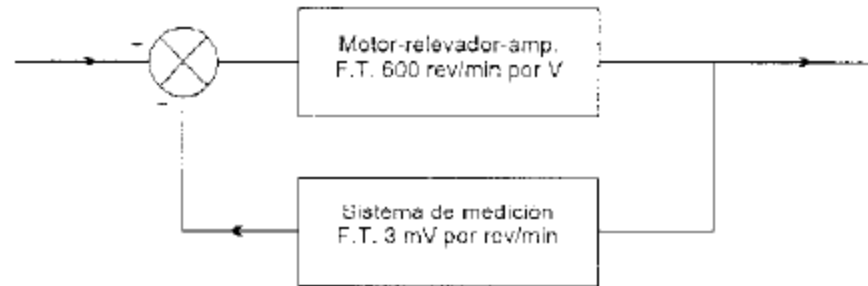 Motor-relevador-amp.
F.T. 600 rev/min por V
Sistema de medición
F.T. 3 mV por rev/min